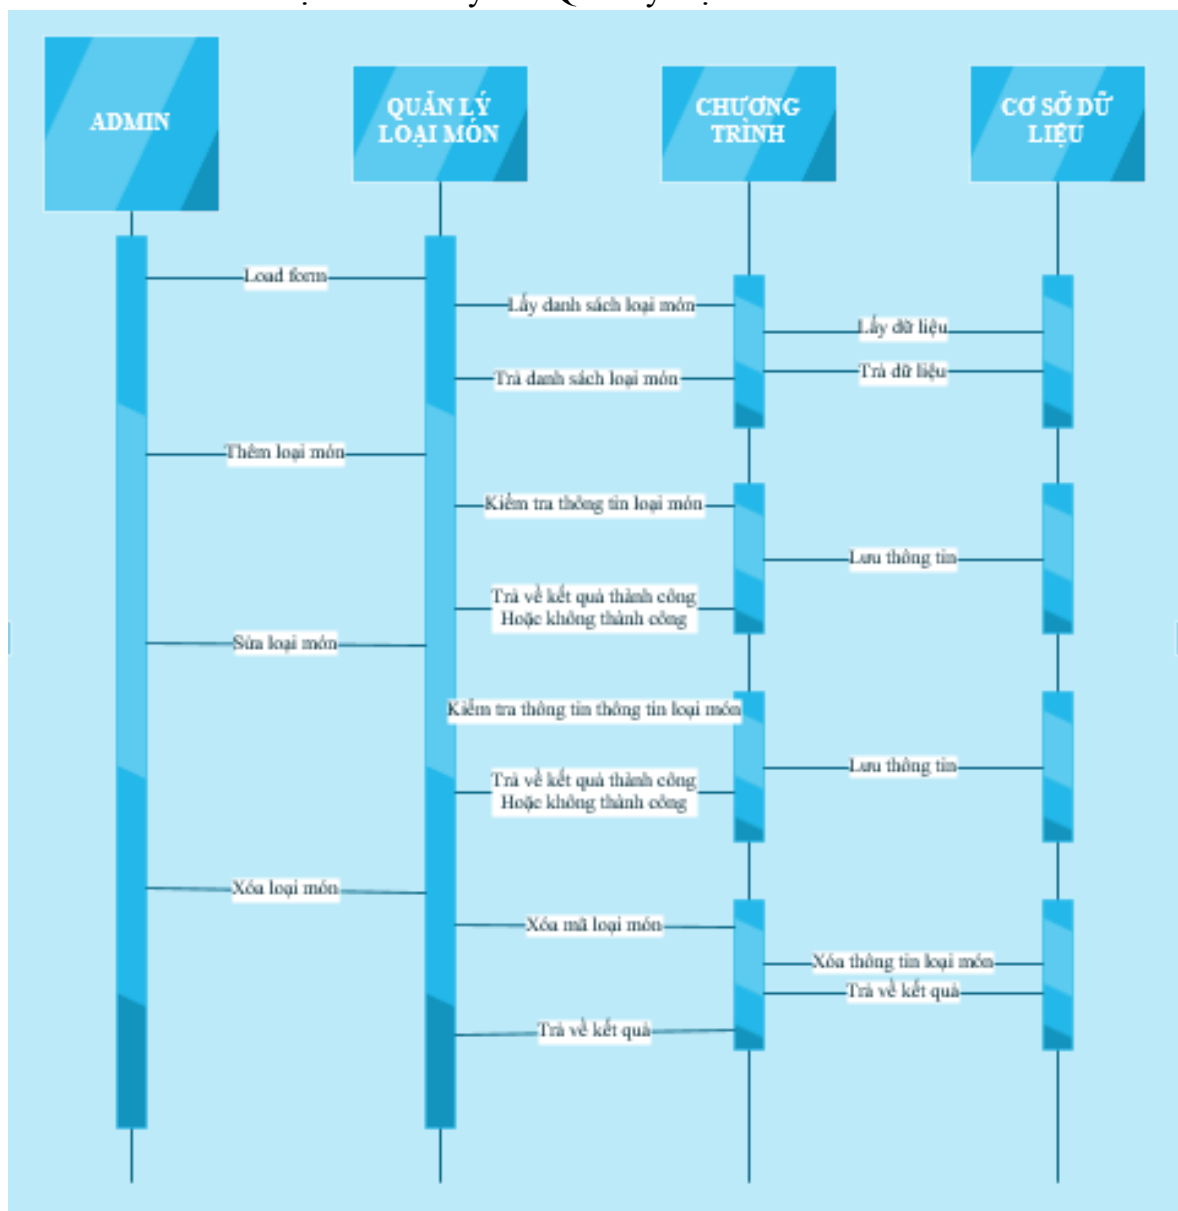 ADMIN
QUẢN LÝ
LOẠI MÓN
CHƯƠNG
TRÌNH
CƠ SỞ DỮ
LIỆU
Load form
Lấy danh sách loại món
Lấy dữ liệu
Trả dữ liệu
Trả danh sách loại món
Thêm loại món
Kiểm tra thông tin loại món
Lưu thông tin
Trả về kết quả thành công
Hoặc không thành công
Sửa loại món
Kiểm tra thông tin thông tin loại món
Lưu thông tin
Trả về kết quả thành công
Hoặc không thành công
Xóa loại món
Xóa mã loại món
Xóa thông tin loại món
Trả về kết quả
Trả về kết quả